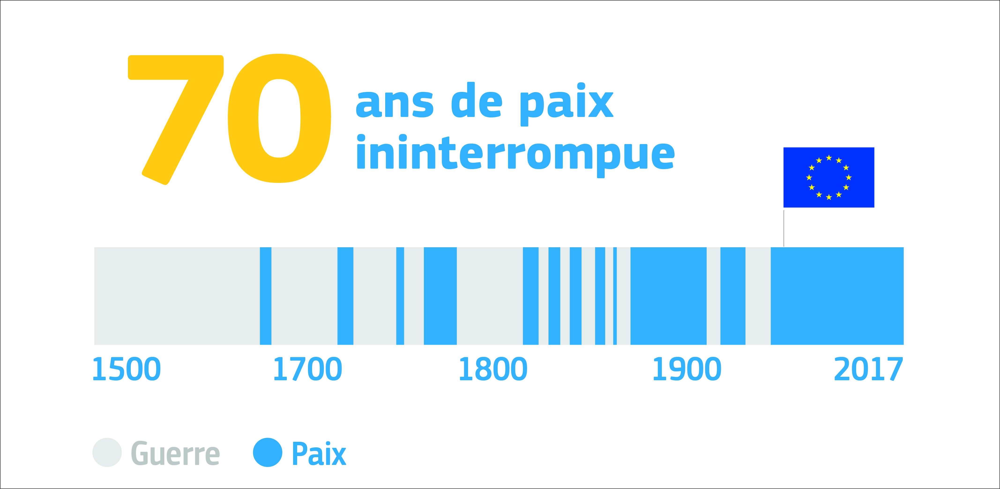 70 ans de paix
ininterrompue
1500 1700 1800 1900 2017
Guerre Paix